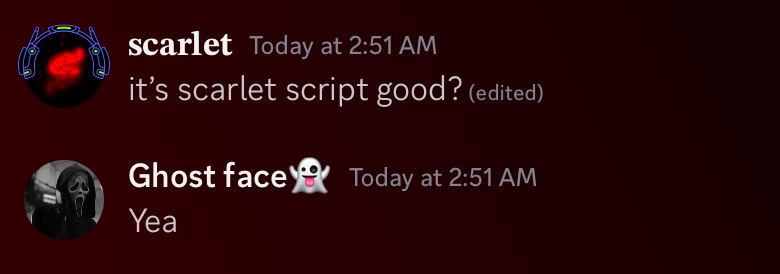 scarlet Today at 2:51 AM
it’s scarlet script good? (edited)
Ghost face👻 Today at 2:51 AM
Yea